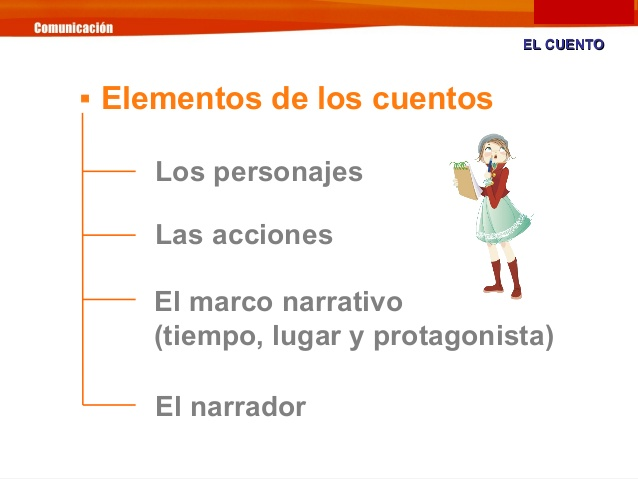 Comunicación
EL CUENTO
▪ Elementos de los cuentos
Los personajes
Las acciones
El marco narrativo
(tiempo, lugar y protagonista)
El narrador